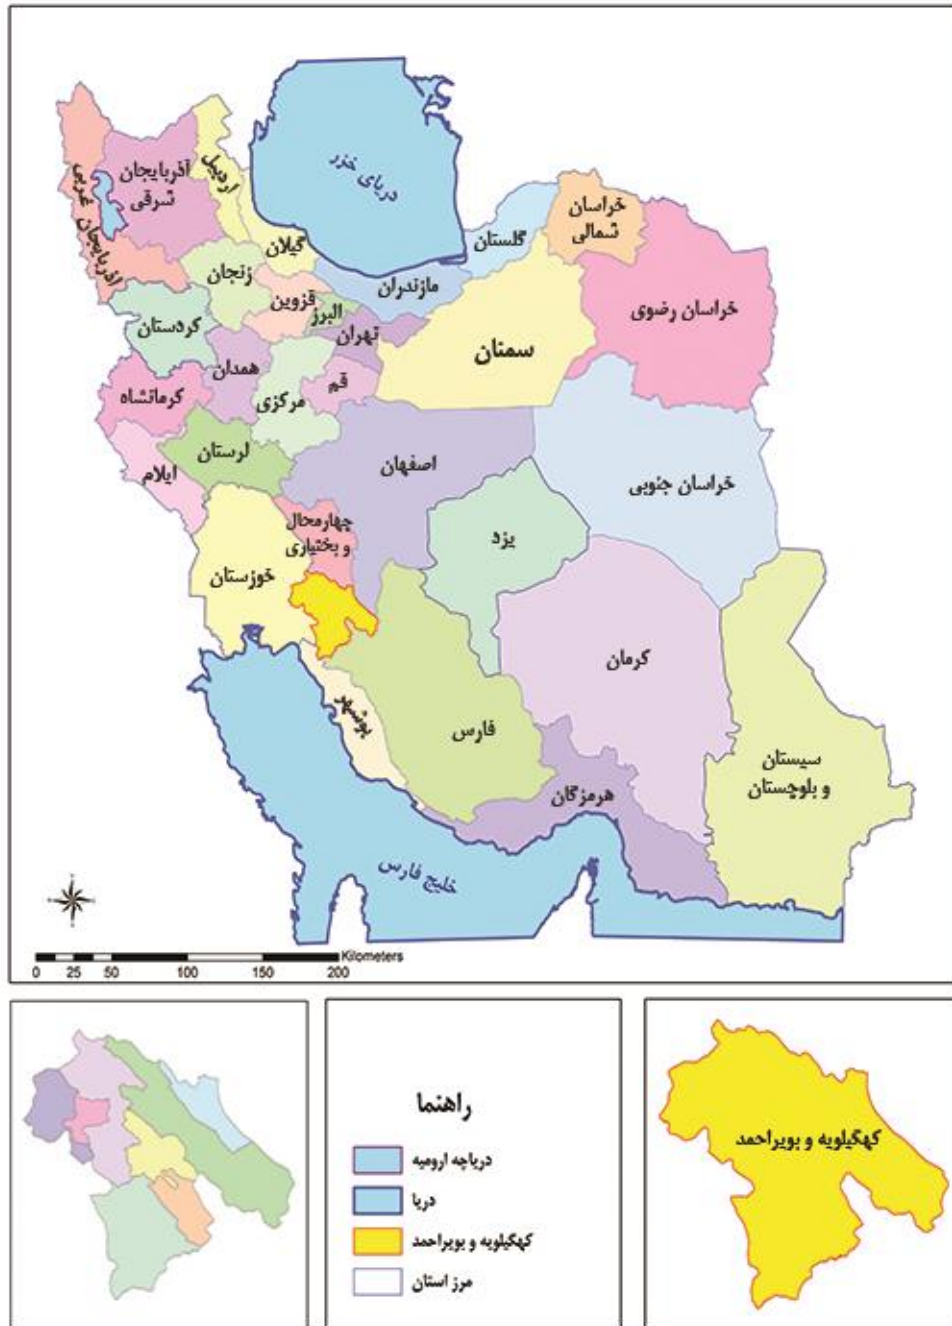 دریای خزر
آذربایجان
شرقی
اردبیل
آذربایجان غربی
گیلان
گلستان
خراسان
شمالی
زنجان
مازندران
خراسان رضوی
قزوین
البرز
کردستان
تهران
سمنان
همدان
قم
کرمانشاه
مرکزی
لرستان
اصفهان
ایلام
خراسان جنوبی
چهارمحال
و بختیاری
یزد
خوزستان
کرمان
بوشهر
فارس
سیستان
و بلوچستان
هرمزگان
خلیج فارس
Kilometers
0 25 50 100 150 200
راهنما
دریاچه ارومیه
دریا
کهگیلویه و بویراحمد
مرز استان
کهگیلویه و بویراحمد